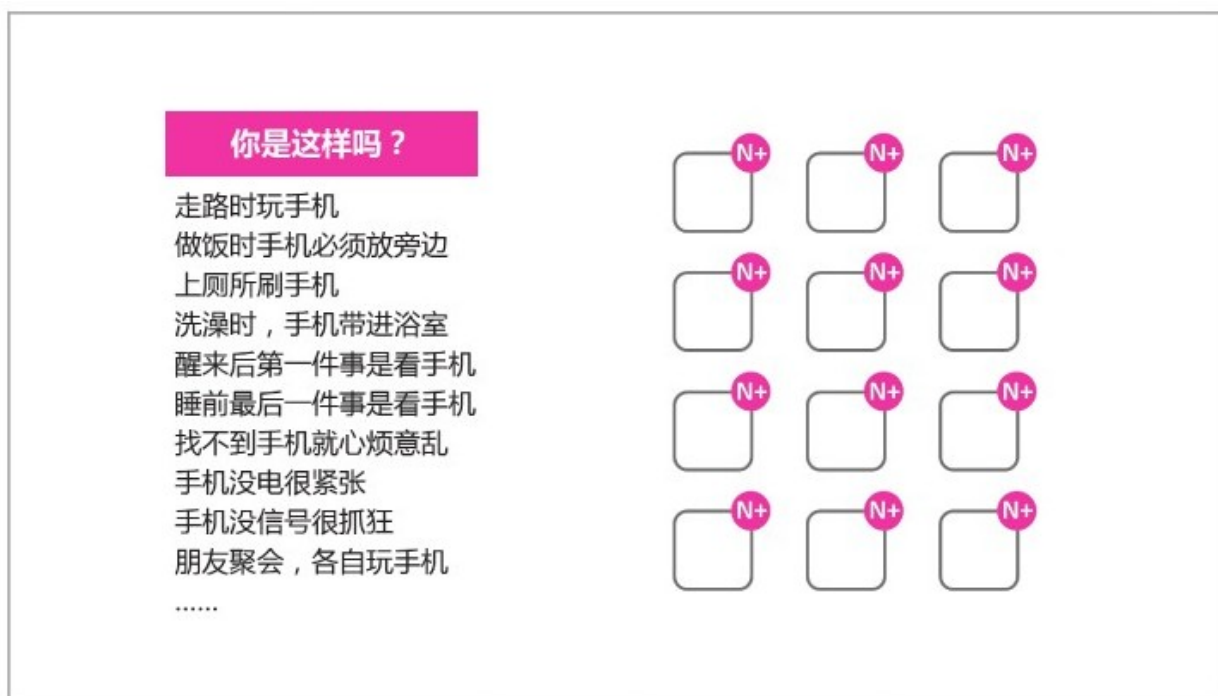 你是这样吗？
走路时玩手机
做饭时手机必须放旁边
上厕所刷手机
洗澡时，手机带进浴室
醒来后第一件事是看手机
睡前最后一件事是看手机
找不到手机就心烦意乱
手机没电很紧张
手机没信号很抓狂
朋友聚会，各自玩手机
......
N+ N+ N+
N+ N+ N+
N+ N+ N+
N+ N+ N+